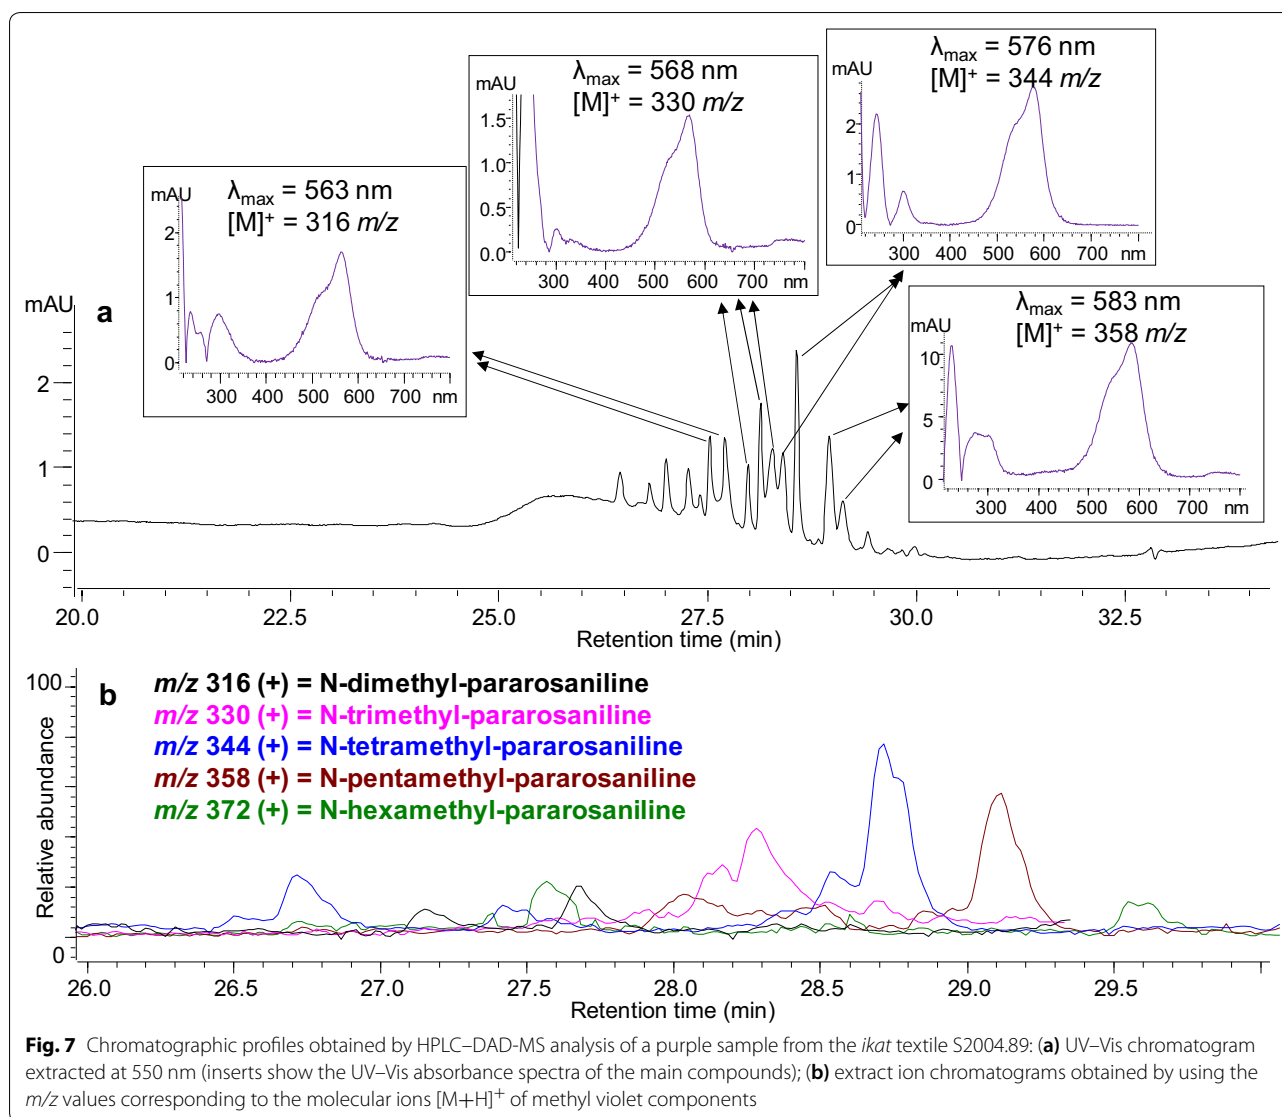 λmax = 576 nm
[M]+ = 344 m/z
mAU
2
1
0
300 400 500 600 700 nm
λmax = 568 nm
[M]+ = 330 m/z
mAU
1.5
1.0
0.5
0.0
300 400 500 600 700 nm
λmax = 563 nm
[M]+ = 316 m/z
mAU
2
1
0
300 400 500 600 700 nm
λmax = 583 nm
[M]+ = 358 m/z
mAU
10
5
0
300 400 500 600 700 nm
mAU
a
2
1
0
20.0 22.5 25.0 27.5 30.0 32.5
Retention time (min)
100
b
m/z 316 (+) = N-dimethyl-pararosaniline
m/z 330 (+) = N-trimethyl-pararosaniline
m/z 344 (+) = N-tetramethyl-pararosaniline
m/z 358 (+) = N-pentamethyl-pararosaniline
m/z 372 (+) = N-hexamethyl-pararosaniline
Relative abundance
0
26.0 26.5 27.0 27.5 28.0 28.5 29.0 29.5
Retention time (min)
Fig. 7 Chromatographic profiles obtained by HPLC–DAD-MS analysis of a purple sample from the ikat textile S2004.89: (a) UV–Vis chromatogram
extracted at 550 nm (inserts show the UV–Vis absorbance spectra of the main compounds); (b) extract ion chromatograms obtained by using the
m/z values corresponding to the molecular ions [M+H]+ of methyl violet components